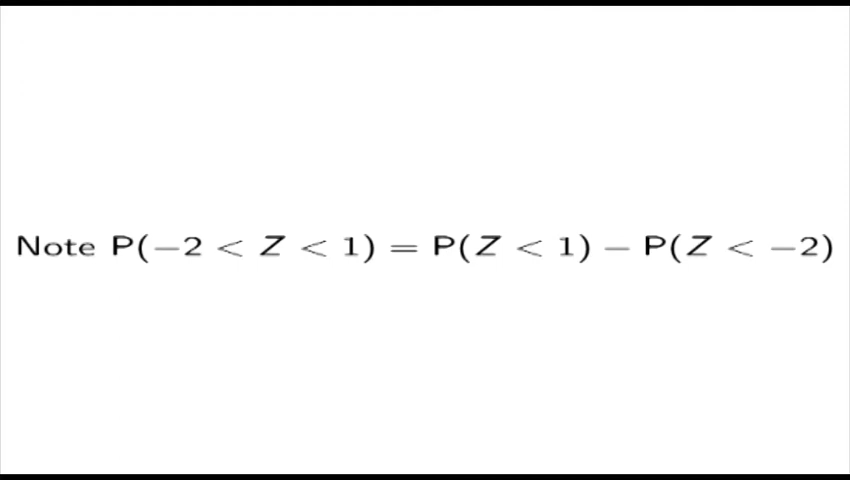 Note P(−2 < Z < 1) = P(Z < 1) − P(Z < −2)